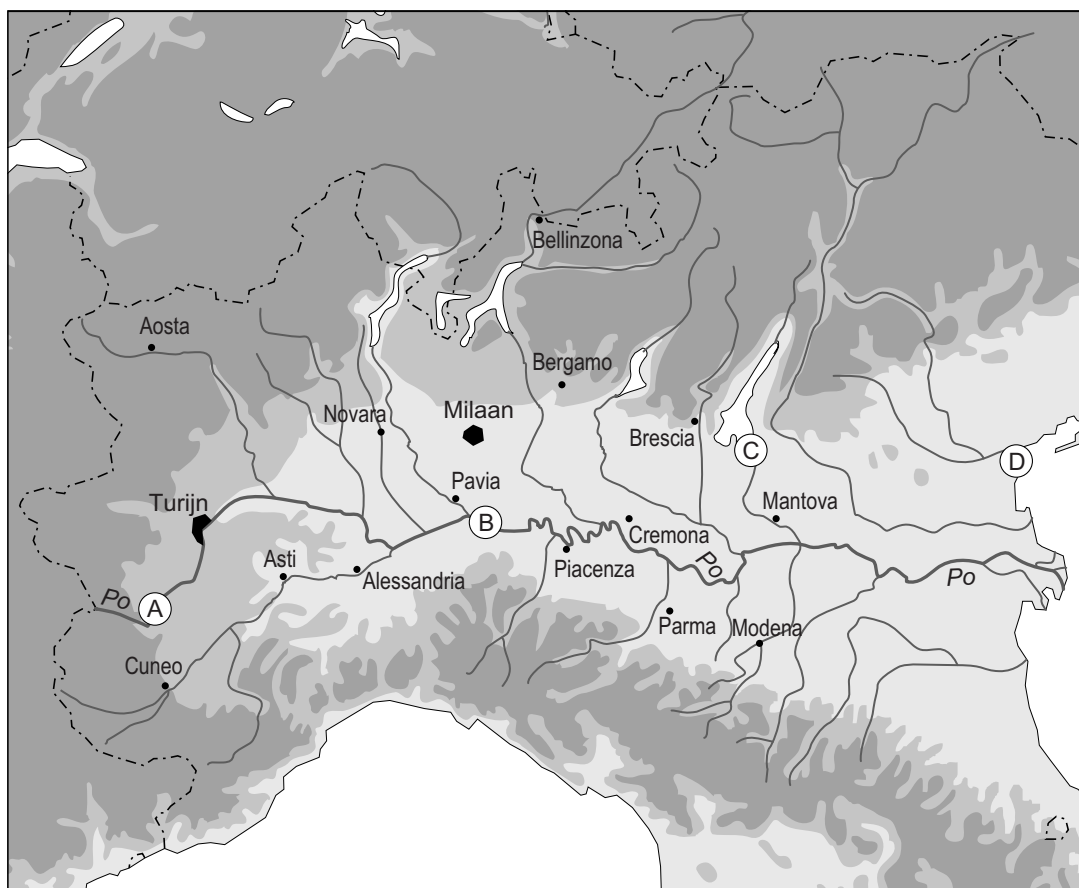 Bellinzona
Aosta
Bergamo
Novara
Milaan
Brescia
C
D
Pavia
Turijn
B
Mantova
Cremona
Asti
Alessandria
Piacenza
Po
Po
Po
A
Parma
Modena
Cuneo